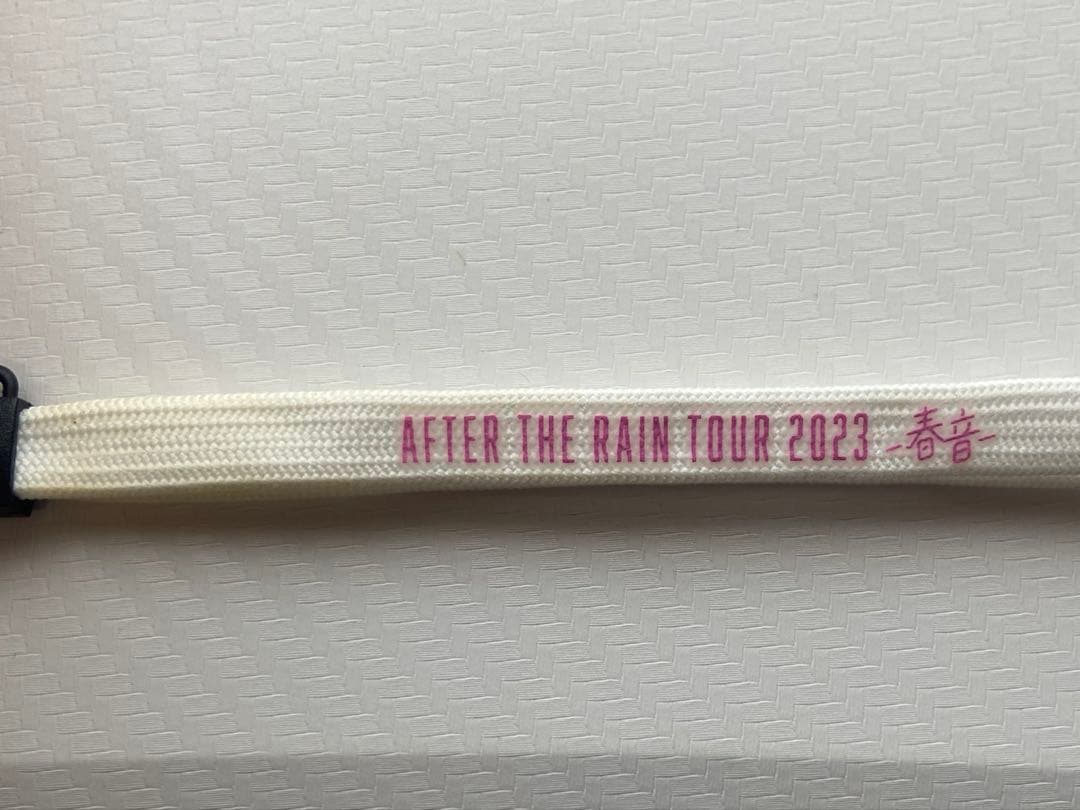 AFTER THE RAIN TOUR 2023 -春音-